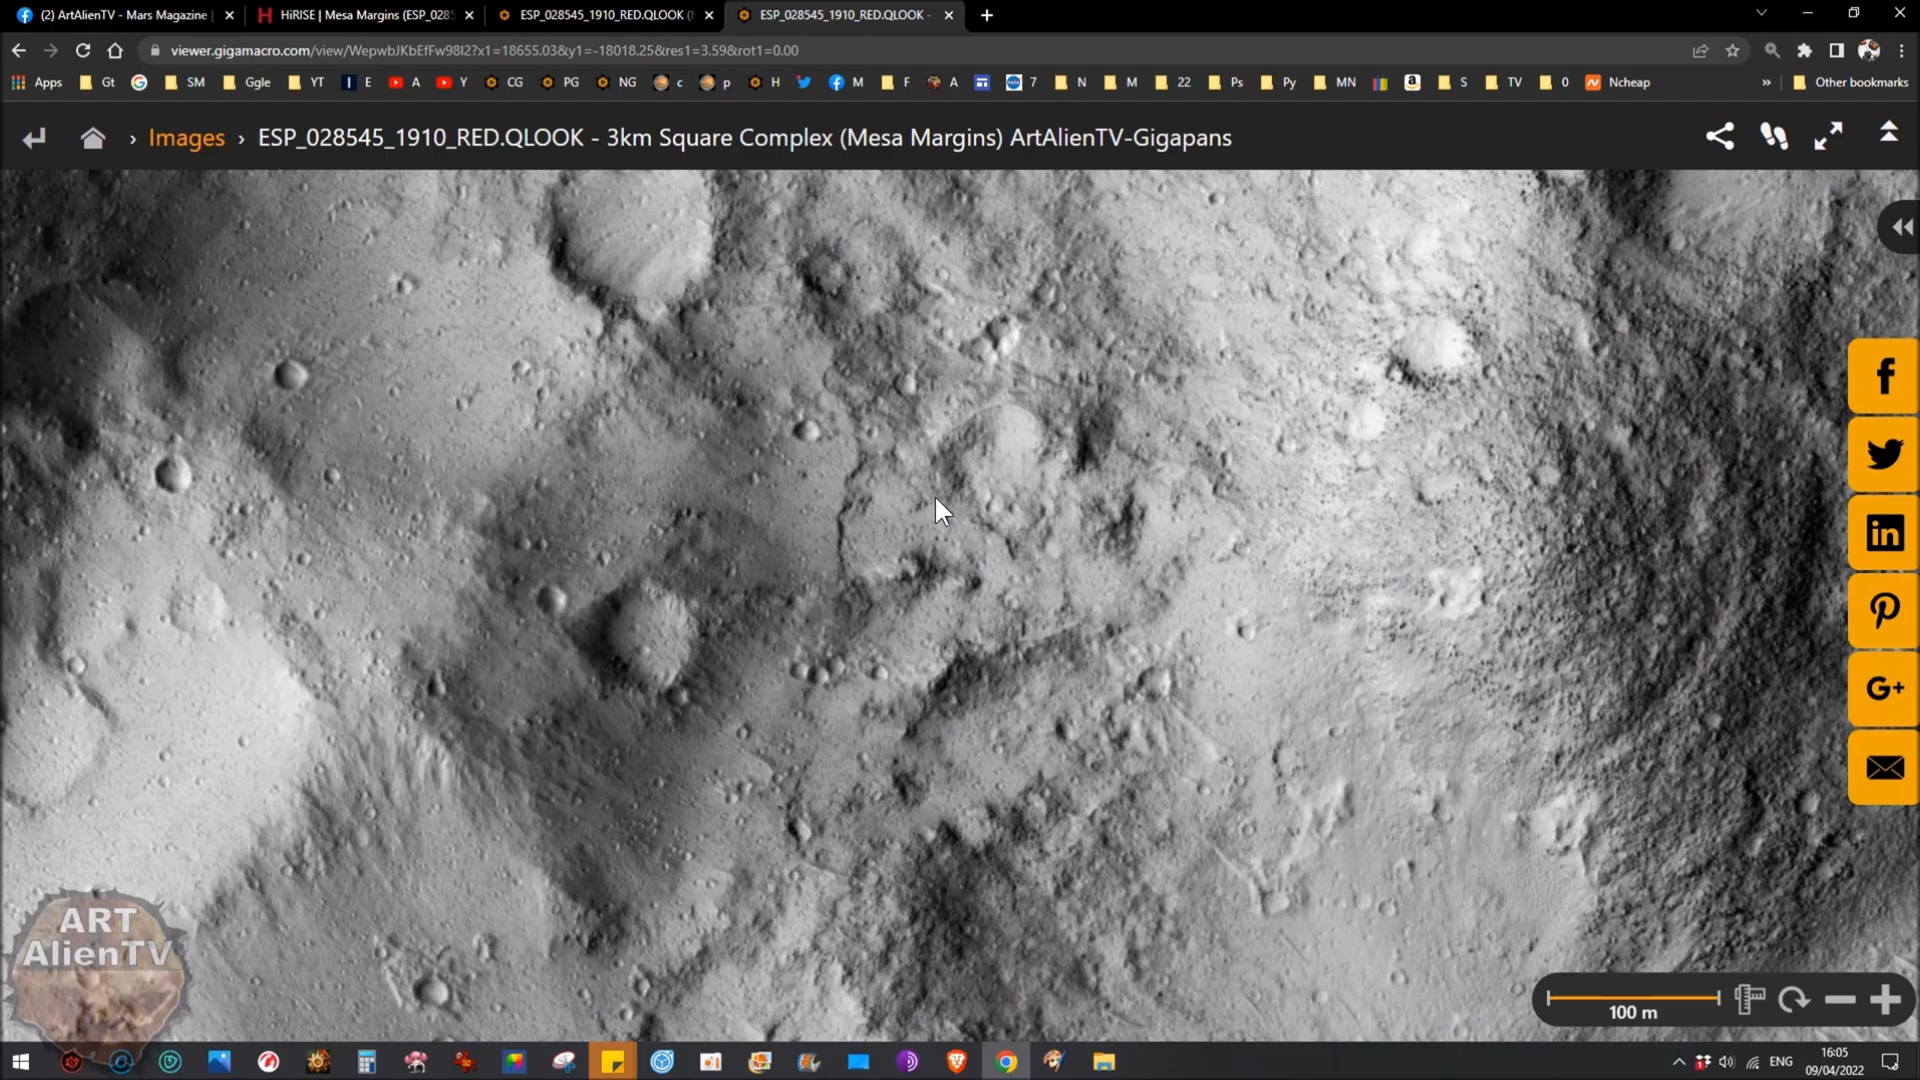 (2) ArtAlienTV - Mars Magazine
HiRISE | Mesa Margins (ESP_0285
ESP_028545_1910_RED.QLOOK (
ESP_028545_1910_RED.QLOOK -
viewer.gigamacro.com/view/WepwbJKbEfFw98I2?x1=18655.03&y1=-18018.25&res1=3.59&rot1=0.00
Apps Gt SM Ggle YT E A Y CG PG NG c p H M F A 7 N M 22 Ps Py MN a S TV 0 Ncheap » Other bookmarks
› Images › ESP_028545_1910_RED.QLOOK - 3km Square Complex (Mesa Margins) ArtAlienTV-Gigapans
f
in
G+
ART
AlienTV
100 m
ENG
16:05
09/04/2022